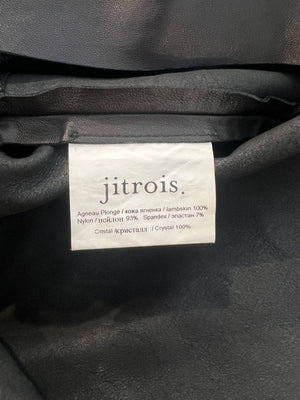 jitrois.
Agneau Plongé / кожа ягненка / lambskin 100%
Nylon / нейлон 93%, Spandex / эластан 7%
Cristal /кристалл / Crystal 100%